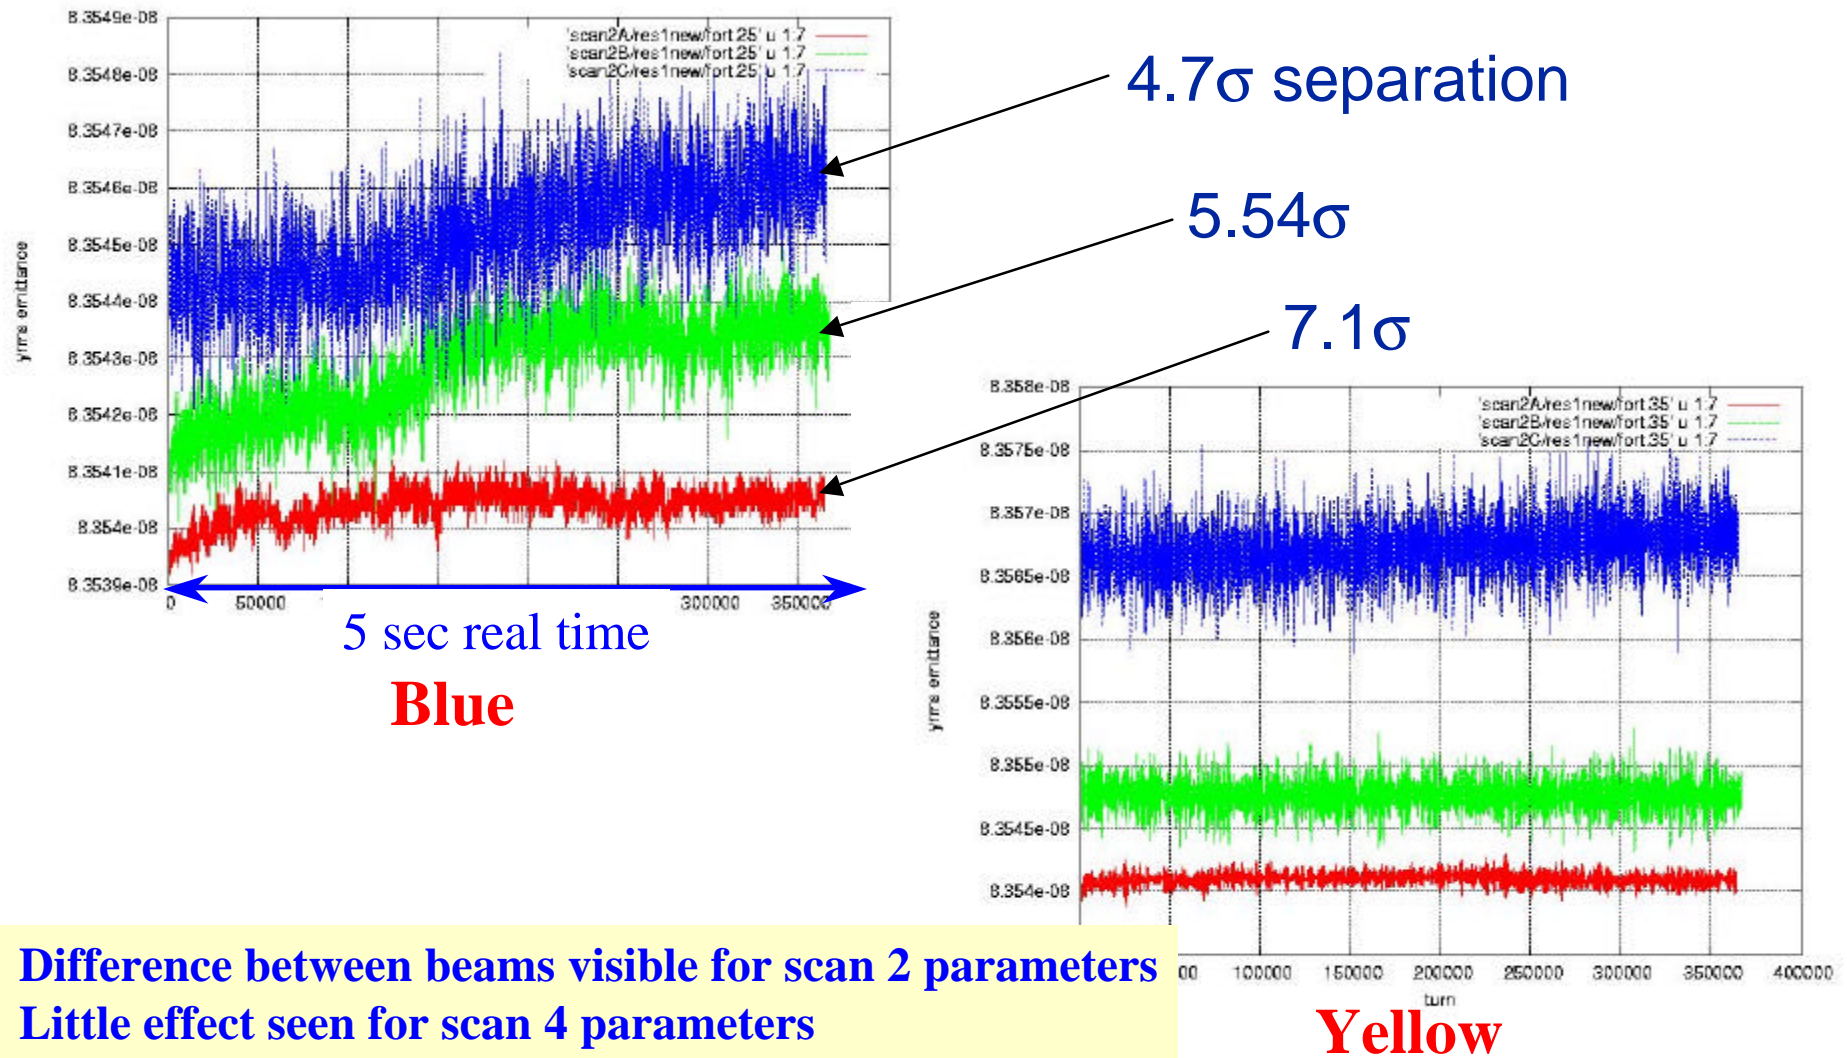 8.3549e-08
8.3548e-08
8.3547e-08
8.3546e-08
8.3545e-08
8.3544e-08
8.3543e-08
8.3542e-08
8.3541e-08
8.354e-08
8.3539e-08
yrms emittance
'scan2A/res1new/fort.25' u 1:7
'scan2B/res1new/fort.25' u 1:7
'scan2C/res1new/fort.25' u 1:7
0 50000 300000 350000
5 sec real time
Blue
4.7σ separation
5.54σ
7.1σ
8.358e-08
8.3575e-08
8.357e-08
8.3565e-08
8.356e-08
8.3555e-08
8.355e-08
8.3545e-08
8.354e-08
yrms emittance
'scan2A/res1new/fort.35' u 1:7
'scan2B/res1new/fort.35' u 1:7
'scan2C/res1new/fort.35' u 1:7
00 100000 150000 200000 250000 300000 350000 400000
turn
Yellow
Difference between beams visible for scan 2 parameters
Little effect seen for scan 4 parameters